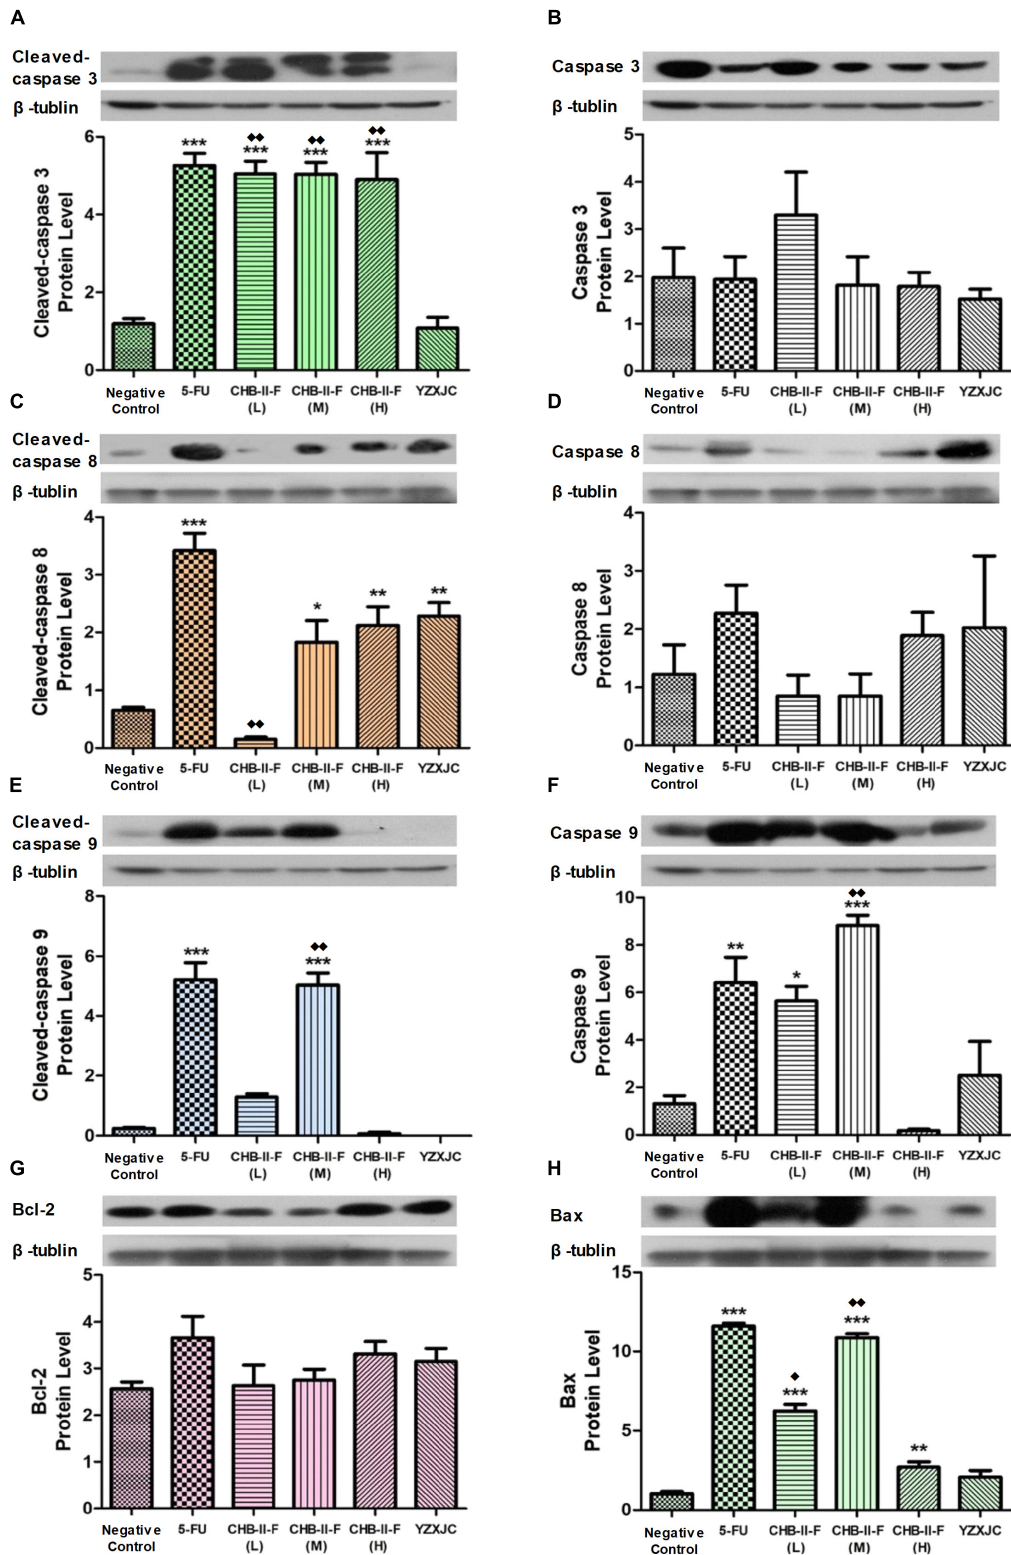 A
Cleaved-
caspase 3
β -tublin
***
◆◆
***
◆◆
***
◆◆
***
Cleaved-caspase 3
Protein Level
6
4
2
0
Negative
Control
5-FU
CHB-II-F
(L)
CHB-II-F
(M)
CHB-II-F
(H)
YZXJC
B
Caspase 3
β -tublin
Caspase 3
Protein Level
5
4
3
2
1
0
Negative
Control
5-FU
CHB-II-F
(L)
CHB-II-F
(M)
CHB-II-F
(H)
YZXJC
C
Cleaved-
caspase 8
β -tublin
***
◆◆
*
**
**
Cleaved-caspase 8
Protein Level
4
3
2
1
0
Negative
Control
5-FU
CHB-II-F
(L)
CHB-II-F
(M)
CHB-II-F
(H)
YZXJC
D
Caspase 8
β -tublin
Caspase 8
Protein Level
4
3
2
1
0
Negative
Control
5-FU
CHB-II-F
(L)
CHB-II-F
(M)
CHB-II-F
(H)
YZXJC
E
Cleaved-
caspase 9
β -tublin
***
◆◆
***
Cleaved-caspase 9
Protein Level
8
6
4
2
0
Negative
Control
5-FU
CHB-II-F
(L)
CHB-II-F
(M)
CHB-II-F
(H)
YZXJC
F
Caspase 9
β -tublin
**
*
◆◆
***
Caspase 9
Protein Level
10
8
6
4
2
0
Negative
Control
5-FU
CHB-II-F
(L)
CHB-II-F
(M)
CHB-II-F
(H)
YZXJC
G
Bcl-2
β -tublin
Bcl-2
Protein Level
5
4
3
2
1
0
Negative
Control
5-FU
CHB-II-F
(L)
CHB-II-F
(M)
CHB-II-F
(H)
YZXJC
H
Bax
β -tublin
***
◆
***
◆◆
***
**
Bax
Protein Level
15
10
5
0
Negative
Control
5-FU
CHB-II-F
(L)
CHB-II-F
(M)
CHB-II-F
(H)
YZXJC